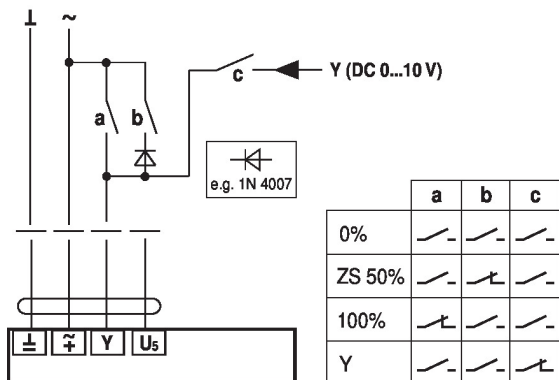 ⊥ ~
c
Y (DC 0...10 V)
a b
e.g. 1N 4007
a b c
0%
ZS 50%
100%
Y
⊥ ~ + Y U5